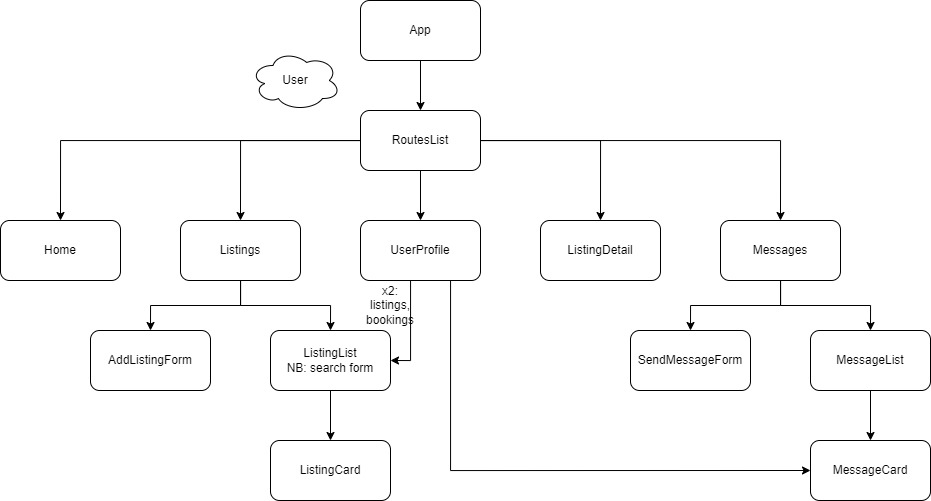 App
User
RoutesList
Home
Listings
UserProfile
ListingDetail
Messages
x2:
listings,
bookings
AddListingForm
ListingList
NB: search form
SendMessageForm
MessageList
ListingCard
MessageCard